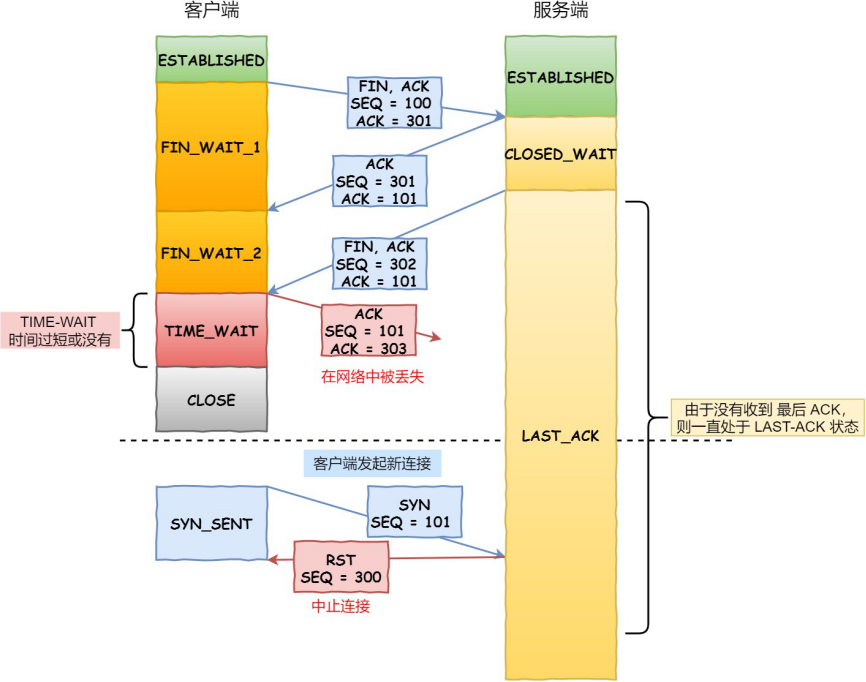 客户端
服务端
ESTABLISHED
ESTABLISHED
FIN, ACK
SEQ = 100
ACK = 301
FIN_WAIT_1
CLOSED_WAIT
ACK
SEQ = 301
ACK = 101
FIN_WAIT_2
FIN, ACK
SEQ = 302
ACK = 101
TIME-WAIT
时间过短或没有
TIME_WAIT
ACK
SEQ = 101
ACK = 303
在网络中被丢失
CLOSE
LAST_ACK
由于没有收到 最后 ACK，
则一直处于 LAST-ACK 状态
客户端发起新连接
SYN_SENT
SYN
SEQ = 101
RST
SEQ = 300
中止连接